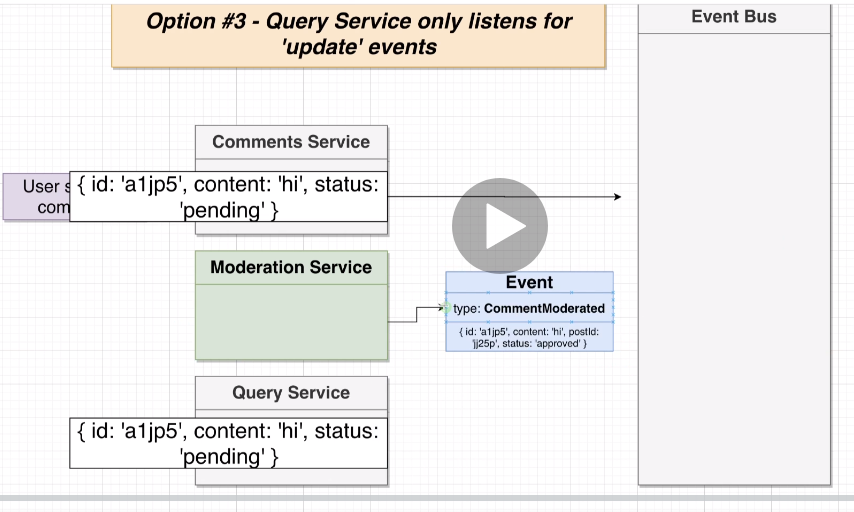 Option #3 - Query Service only listens for
'update' events
Event Bus
Comments Service
User
com
{ id: 'a1jp5', content: 'hi', status:
'pending' }
Moderation Service
Event
type: CommentModerated
{ id: 'a1jp5', content: 'hi', postId:
'jj25p', status: 'approved' }
Query Service
{ id: 'a1jp5', content: 'hi', status:
'pending' }